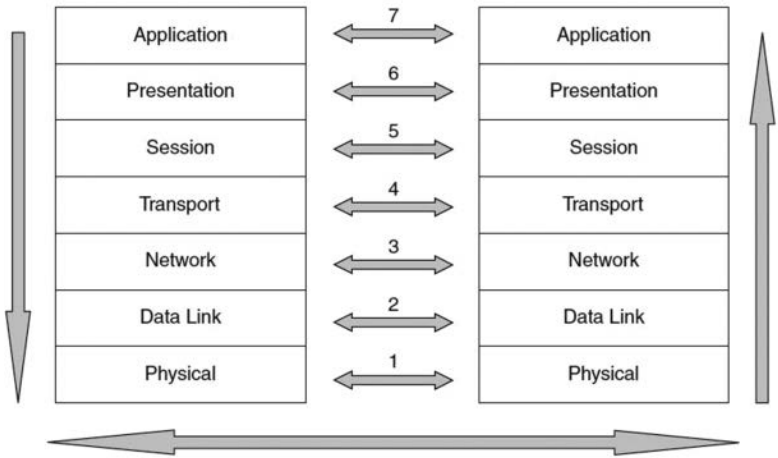 Application 7 Application
Presentation 6 Presentation
Session 5 Session
Transport 4 Transport
Network 3 Network
Data Link 2 Data Link
Physical 1 Physical